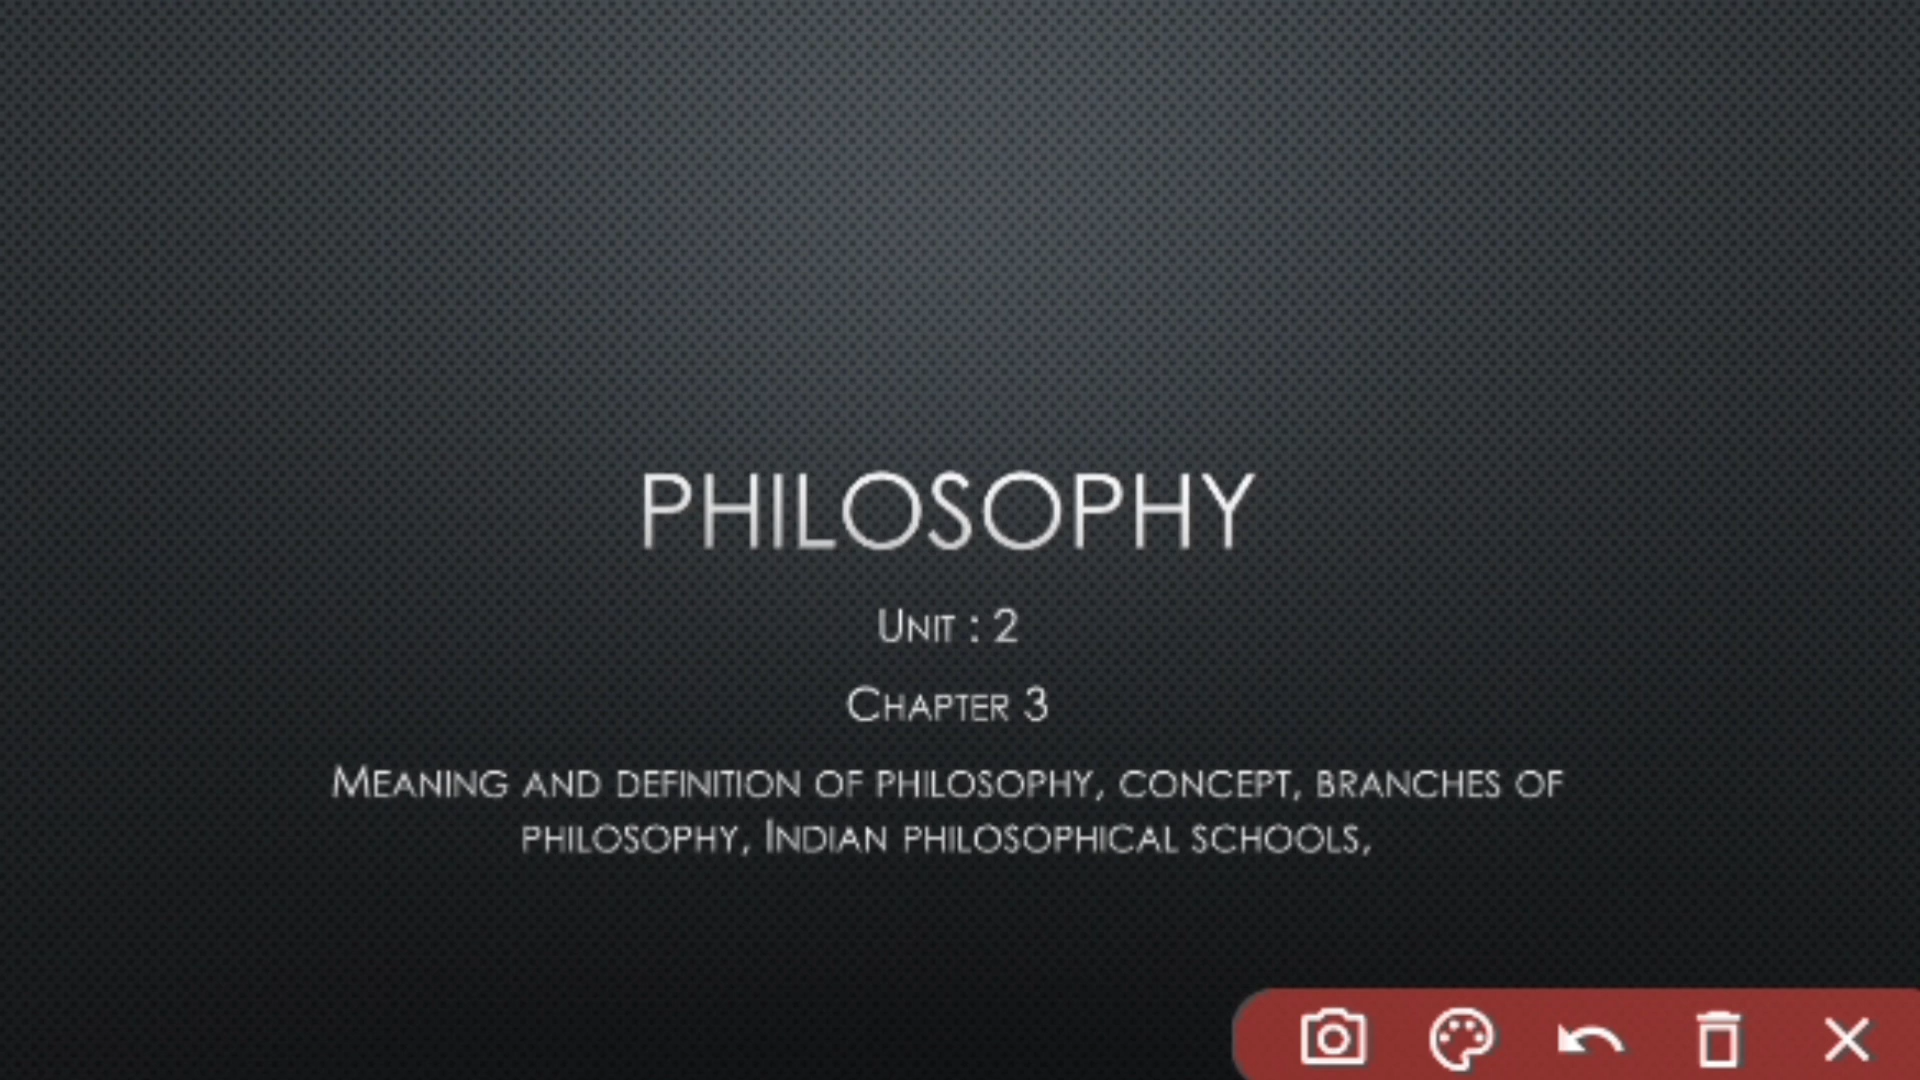 PHILOSOPHY
UNIT : 2
CHAPTER 3
MEANING AND DEFINITION OF PHILOSOPHY, CONCEPT, BRANCHES OF
PHILOSOPHY, INDIAN PHILOSOPHICAL SCHOOLS,